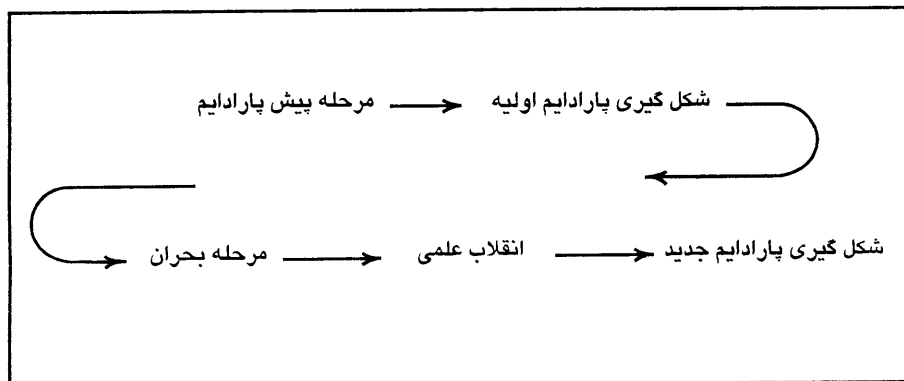 مرحله پیش پارادایم
شکل گیری پارادایم اولیه
مرحله بحران
انقلاب علمی
شکل گیری پارادایم جدید